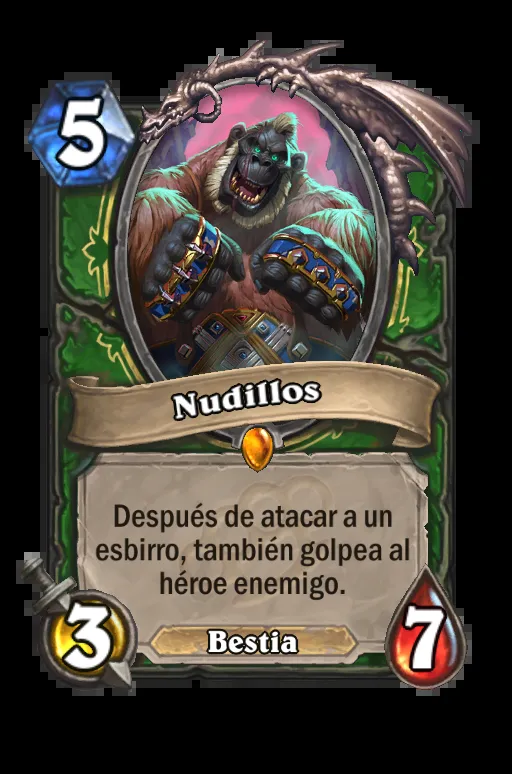 5
Nudillos
Después de atacar a un
esbirro, también golpea al
héroe enemigo.
3
Bestia
7